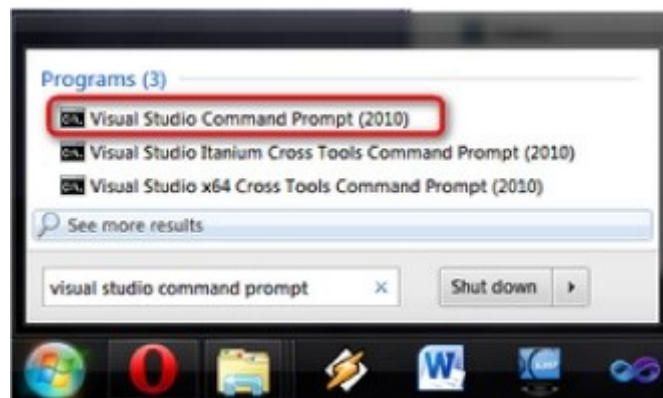 Programs (3)
Visual Studio Command Prompt (2010)
Visual Studio Itanium Cross Tools Command Prompt (2010)
Visual Studio x64 Cross Tools Command Prompt (2010)
See more results
visual studio command prompt
Shut down